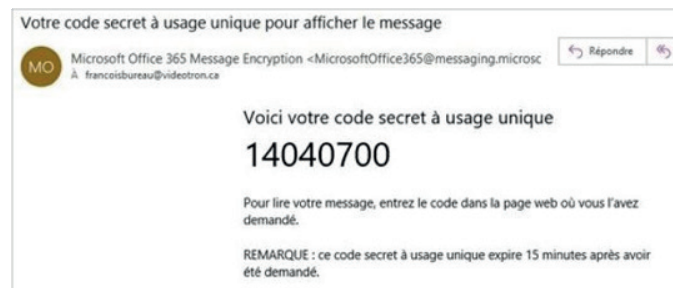 Votre code secret à usage unique pour afficher le message
MO
Microsoft Office 365 Message Encryption <MicrosoftOffice365@messaging.microsc
Répondre
À francoisbureau@videotron.ca
Voici votre code secret à usage unique
14040700
Pour lire votre message, entrez le code dans la page web où vous l'avez
demandé.
REMARQUE : ce code secret à usage unique expire 15 minutes après avoir
été demandé.